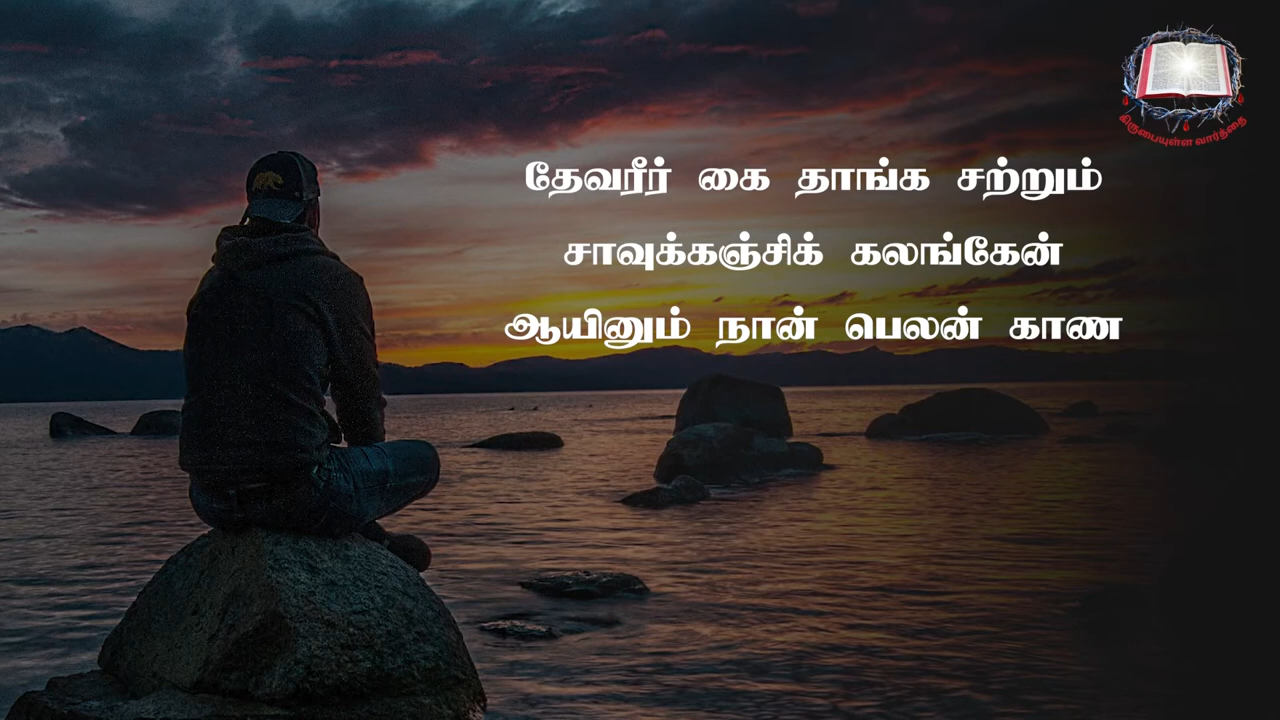 கிருபையுள்ள வார்த்தை
தேவரீர் கை தாங்க சற்றும்
சாவுக்கஞ்சிக் கலங்கேன்
ஆயினும் நான் பெலன் காண